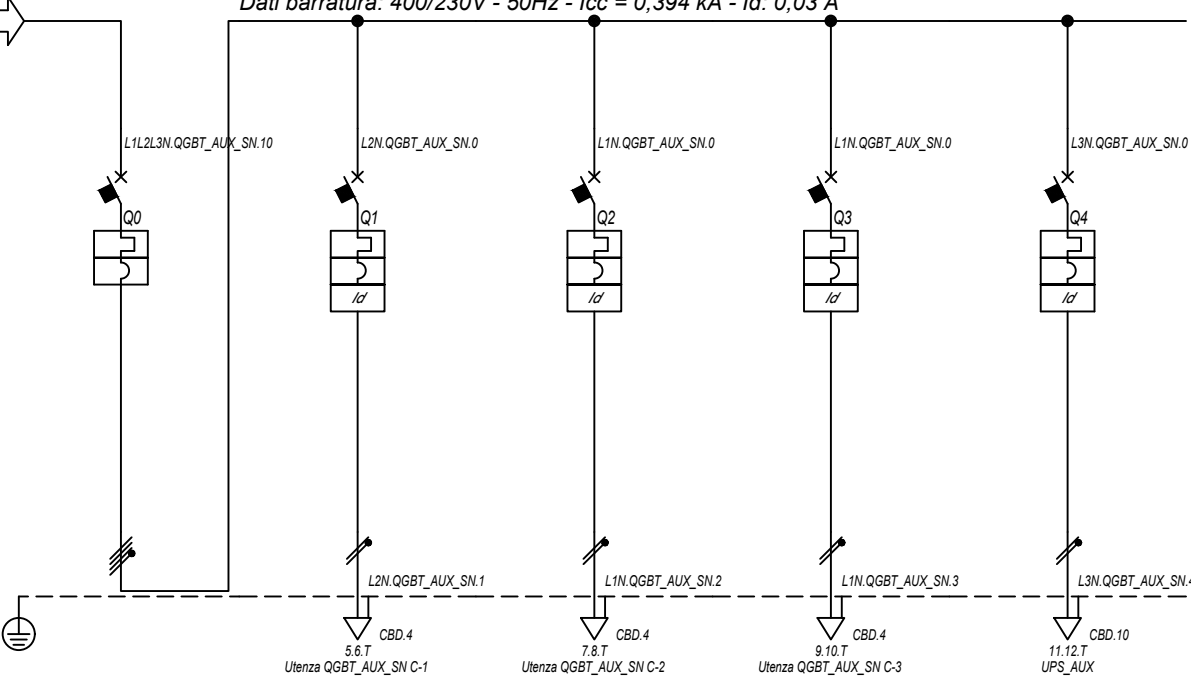 Dati barratura: 400/230V - 50Hz - Icc = 0,394 kA - Id: 0,03 A
L1L2L3N.QGBT_AUX_SN.10
L2N.QGBT_AUX_SN.0
L1N.QGBT_AUX_SN.0
L1N.QGBT_AUX_SN.0
L3N.QGBT_AUX_SN.0
Q0
Q1
Q2
Q3
Q4
Id
Id
Id
Id
L2N.QGBT_AUX_SN.1
L1N.QGBT_AUX_SN.2
L1N.QGBT_AUX_SN.3
L3N.QGBT_AUX_SN.4
CBD.4
CBD.4
CBD.4
CBD.10
5.6.T
Utenza QGBT_AUX_SN C-1
7.8.T
Utenza QGBT_AUX_SN C-2
9.10.T
Utenza QGBT_AUX_SN C-3
11.12.T
UPS_AUX